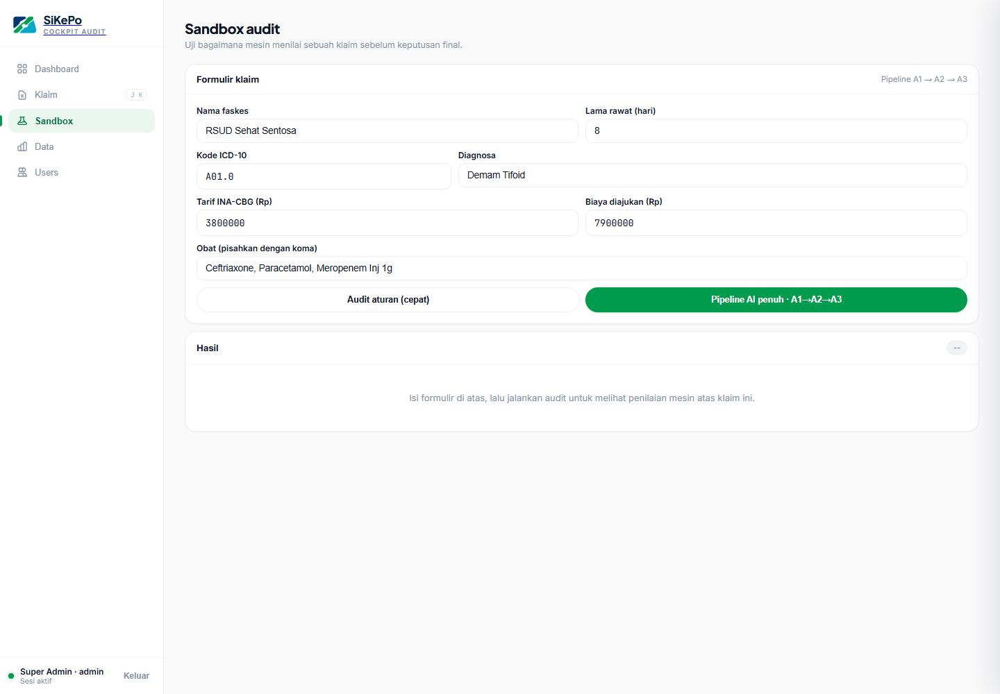 SiKePo
COCKPIT AUDIT
Dashboard
Klaim
J K
Sandbox
Data
Users
Super Admin · admin
Sesi aktif
Keluar
Sandbox audit
Uji bagaimana mesin menilai sebuah klaim sebelum keputusan final.
Formulir klaim
Pipeline A1 → A2 → A3
Nama faskes
Lama rawat (hari)
RSUD Sehat Sentosa
8
Kode ICD-10
Diagnosa
A01.0
Demam Tifoid
Tarif INA-CBG (Rp)
Biaya diajukan (Rp)
3800000
7900000
Obat (pisahkan dengan koma)
Ceftriaxone, Paracetamol, Meropenem Inj 1g
Audit aturan (cepat)
Pipeline AI penuh · A1→A2→A3
Hasil
--
Isi formulir di atas, lalu jalankan audit untuk melihat penilaian mesin atas klaim ini.